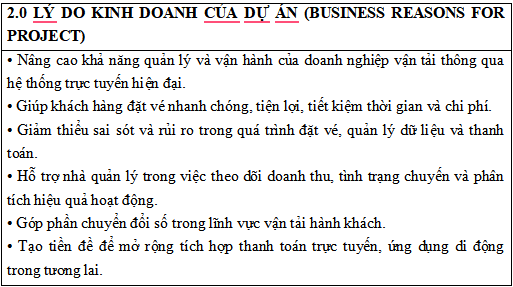 2.0 LÝ DO KINH DOANH CỦA DỰ ÁN (BUSINESS REASONS FOR
PROJECT)
• Nâng cao khả năng quản lý và vận hành của doanh nghiệp vận tải thông qua
hệ thống trực tuyến hiện đại.
• Giúp khách hàng đặt vé nhanh chóng, tiện lợi, tiết kiệm thời gian và chi phí.
• Giảm thiểu sai sót và rủi ro trong quá trình đặt vé, quản lý dữ liệu và thanh
toán.
• Hỗ trợ nhà quản lý trong việc theo dõi doanh thu, tình trạng chuyến và phân
tích hiệu quả hoạt động.
• Góp phần chuyển đổi số trong lĩnh vực vận tải hành khách.
• Tạo tiền đề để mở rộng tích hợp thanh toán trực tuyến, ứng dụng di động
trong tương lai.